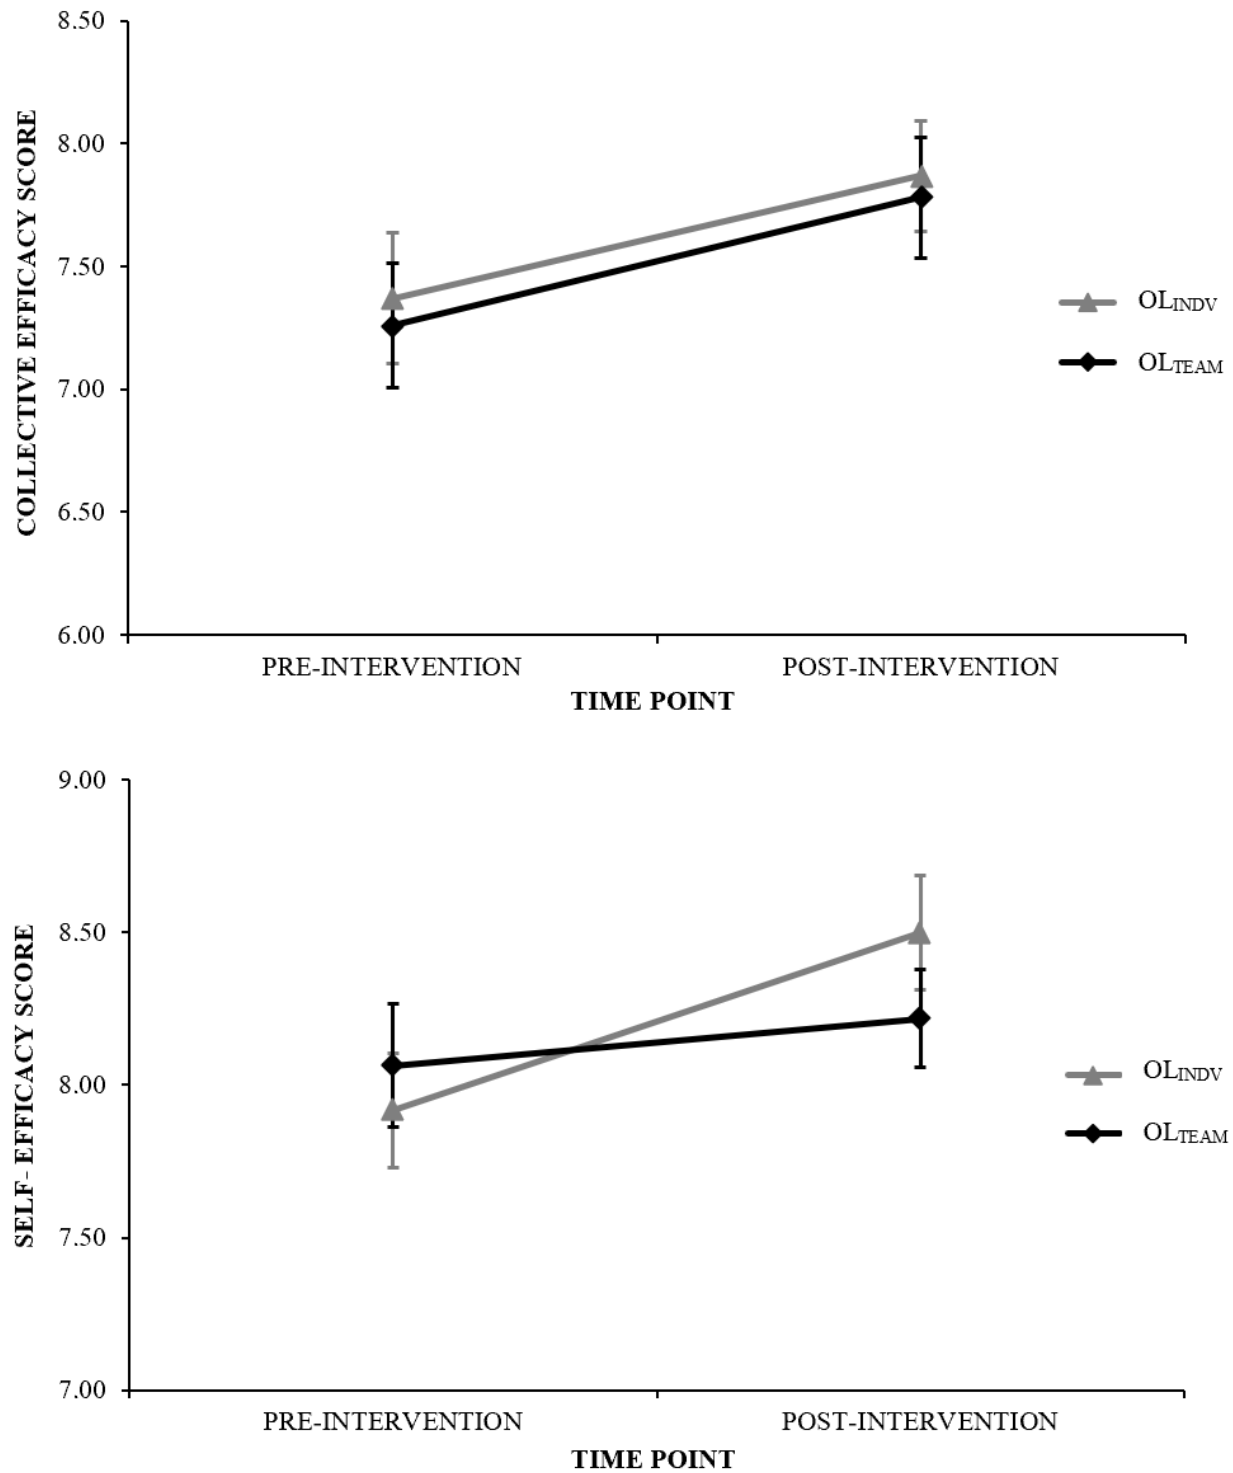 8.50
8.00
7.50
7.00
6.50
6.00
COLLECTIVE EFFICACY SCORE
OLINDV
OLTEAM
PRE-INTERVENTION POST-INTERVENTION
TIME POINT
9.00
8.50
8.00
7.50
7.00
SELF- EFFICACY SCORE
OLINDV
OLTEAM
PRE-INTERVENTION POST-INTERVENTION
TIME POINT